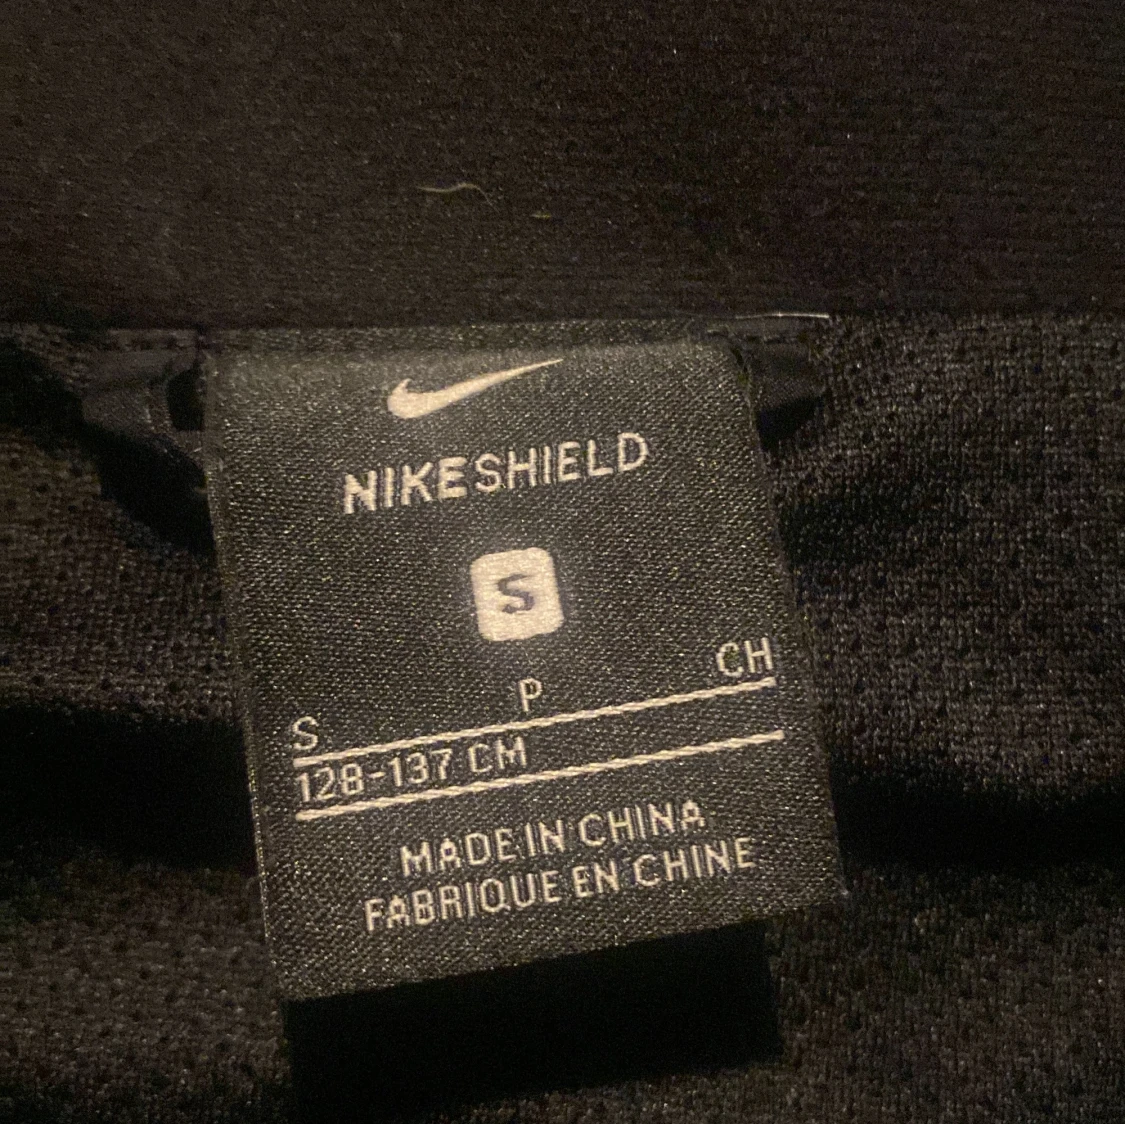 NIKESHIELD
S
S P CH
128-137 CM
MADE IN CHINA
FABRIQUE EN CHINE